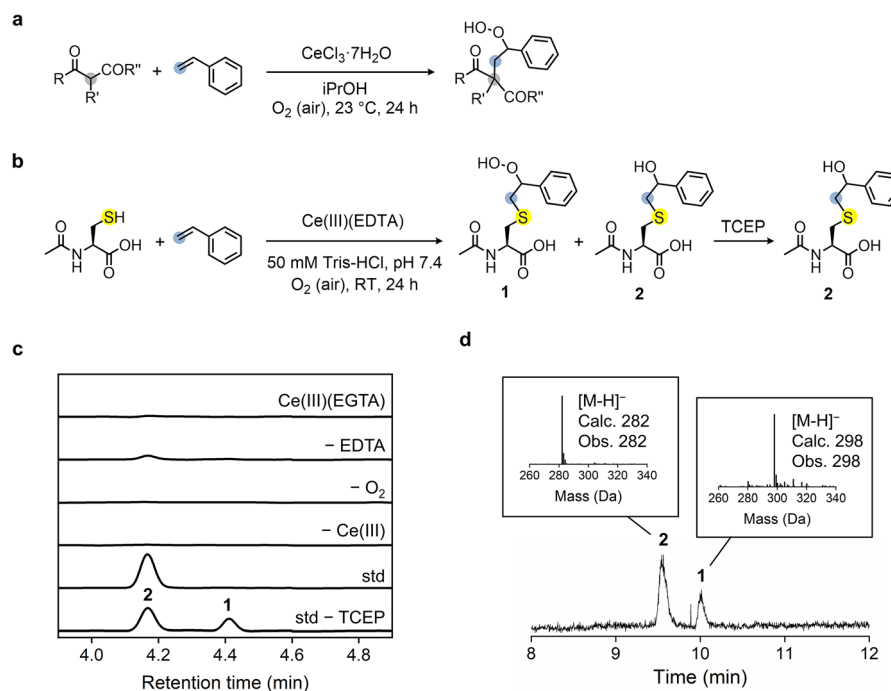 a
O
R
COR"
R'
+
CeCl3·7H2O
iPrOH
O2 (air), 23 °C, 24 h
HO
O
O
R
R'
COR"
b
SH
O
N
H
OH
O
+
Ce(III)(EDTA)
50 mM Tris-HCl, pH 7.4
O2 (air), RT, 24 h
HO
O
S
O
N
H
OH
O
1
+
HO
S
O
N
H
OH
O
2
TCEP
HO
S
O
N
H
OH
O
2
c
Ce(III)(EGTA)
− EDTA
− O2
− Ce(III)
std
2
1
std − TCEP
4.0 4.2 4.4 4.6 4.8
Retention time (min)
d
[M-H]−
Calc. 282
Obs. 282
260 280 300 320 340
Mass (Da)
[M-H]−
Calc. 298
Obs. 298
260 280 300 320 340
Mass (Da)
2
1
8 9 10 11 12
Time (min)